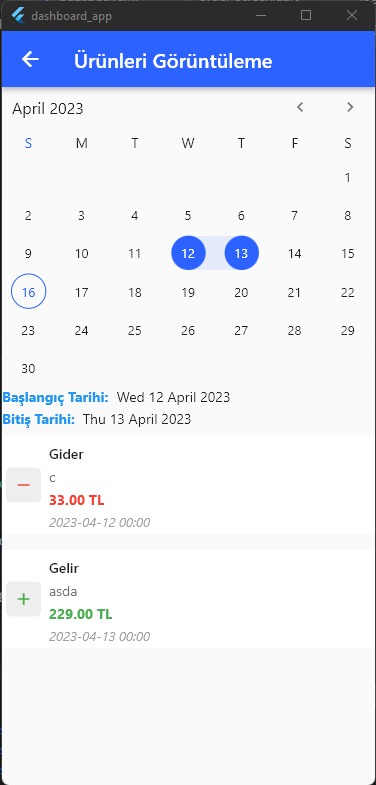 dashboard_app
Ürünleri Görüntüleme
April 2023
S M T W T F S
1
2 3 4 5 6 7 8
9 10 11 12 13 14 15
16 17 18 19 20 21 22
23 24 25 26 27 28 29
30
Başlangıç Tarihi: Wed 12 April 2023
Bitiş Tarihi: Thu 13 April 2023
Gider
c
33.00 TL
2023-04-12 00:00
Gelir
asda
229.00 TL
2023-04-13 00:00